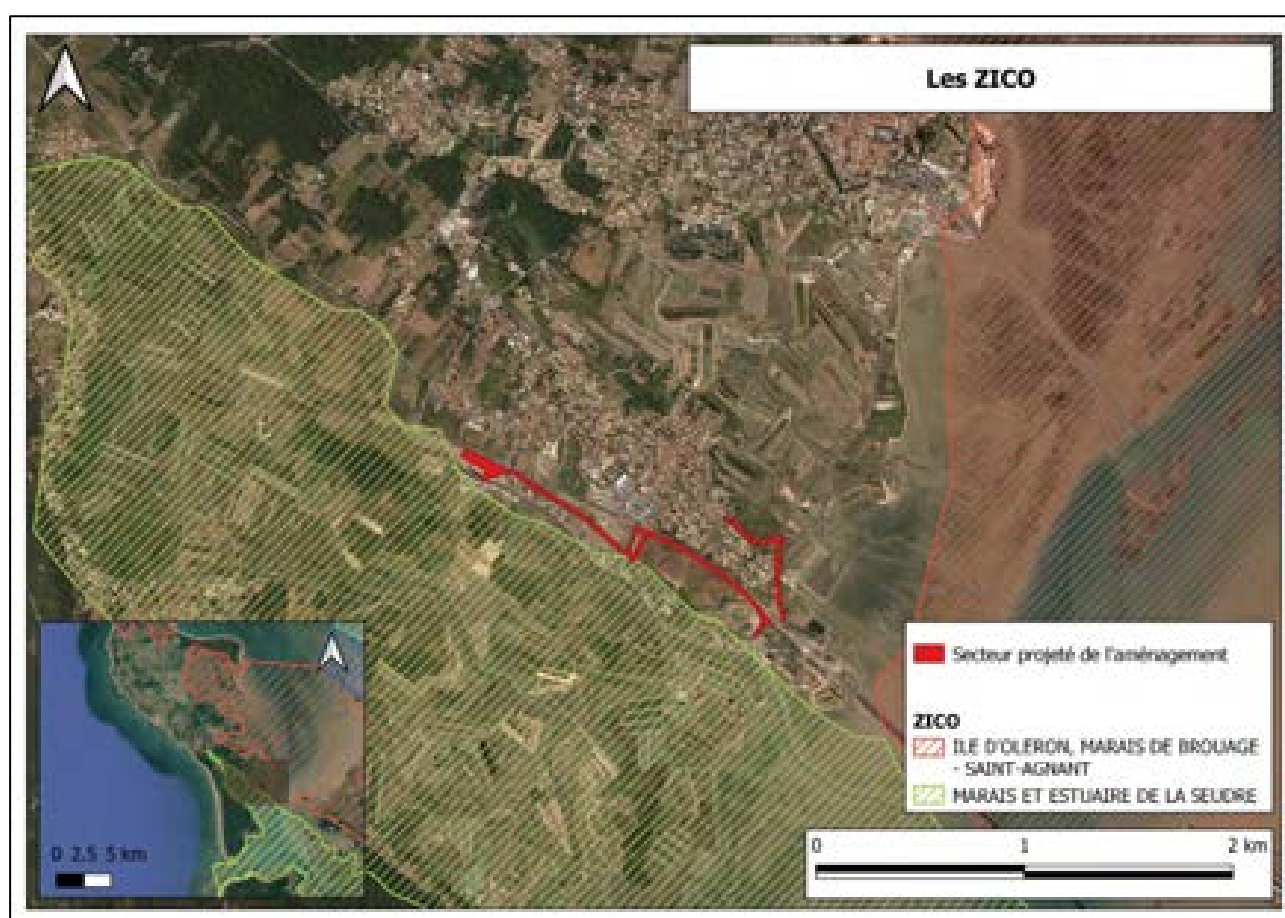 Les ZICO
Secteur projeté de l'aménagement
ZICO
ILE D'OLERON, MARAIS DE BROUAGE
- SAINT-AGNANT
MARAIS ET ESTUAIRE DE LA SEUDRE
0 2,5 5 km
0 1 2 km